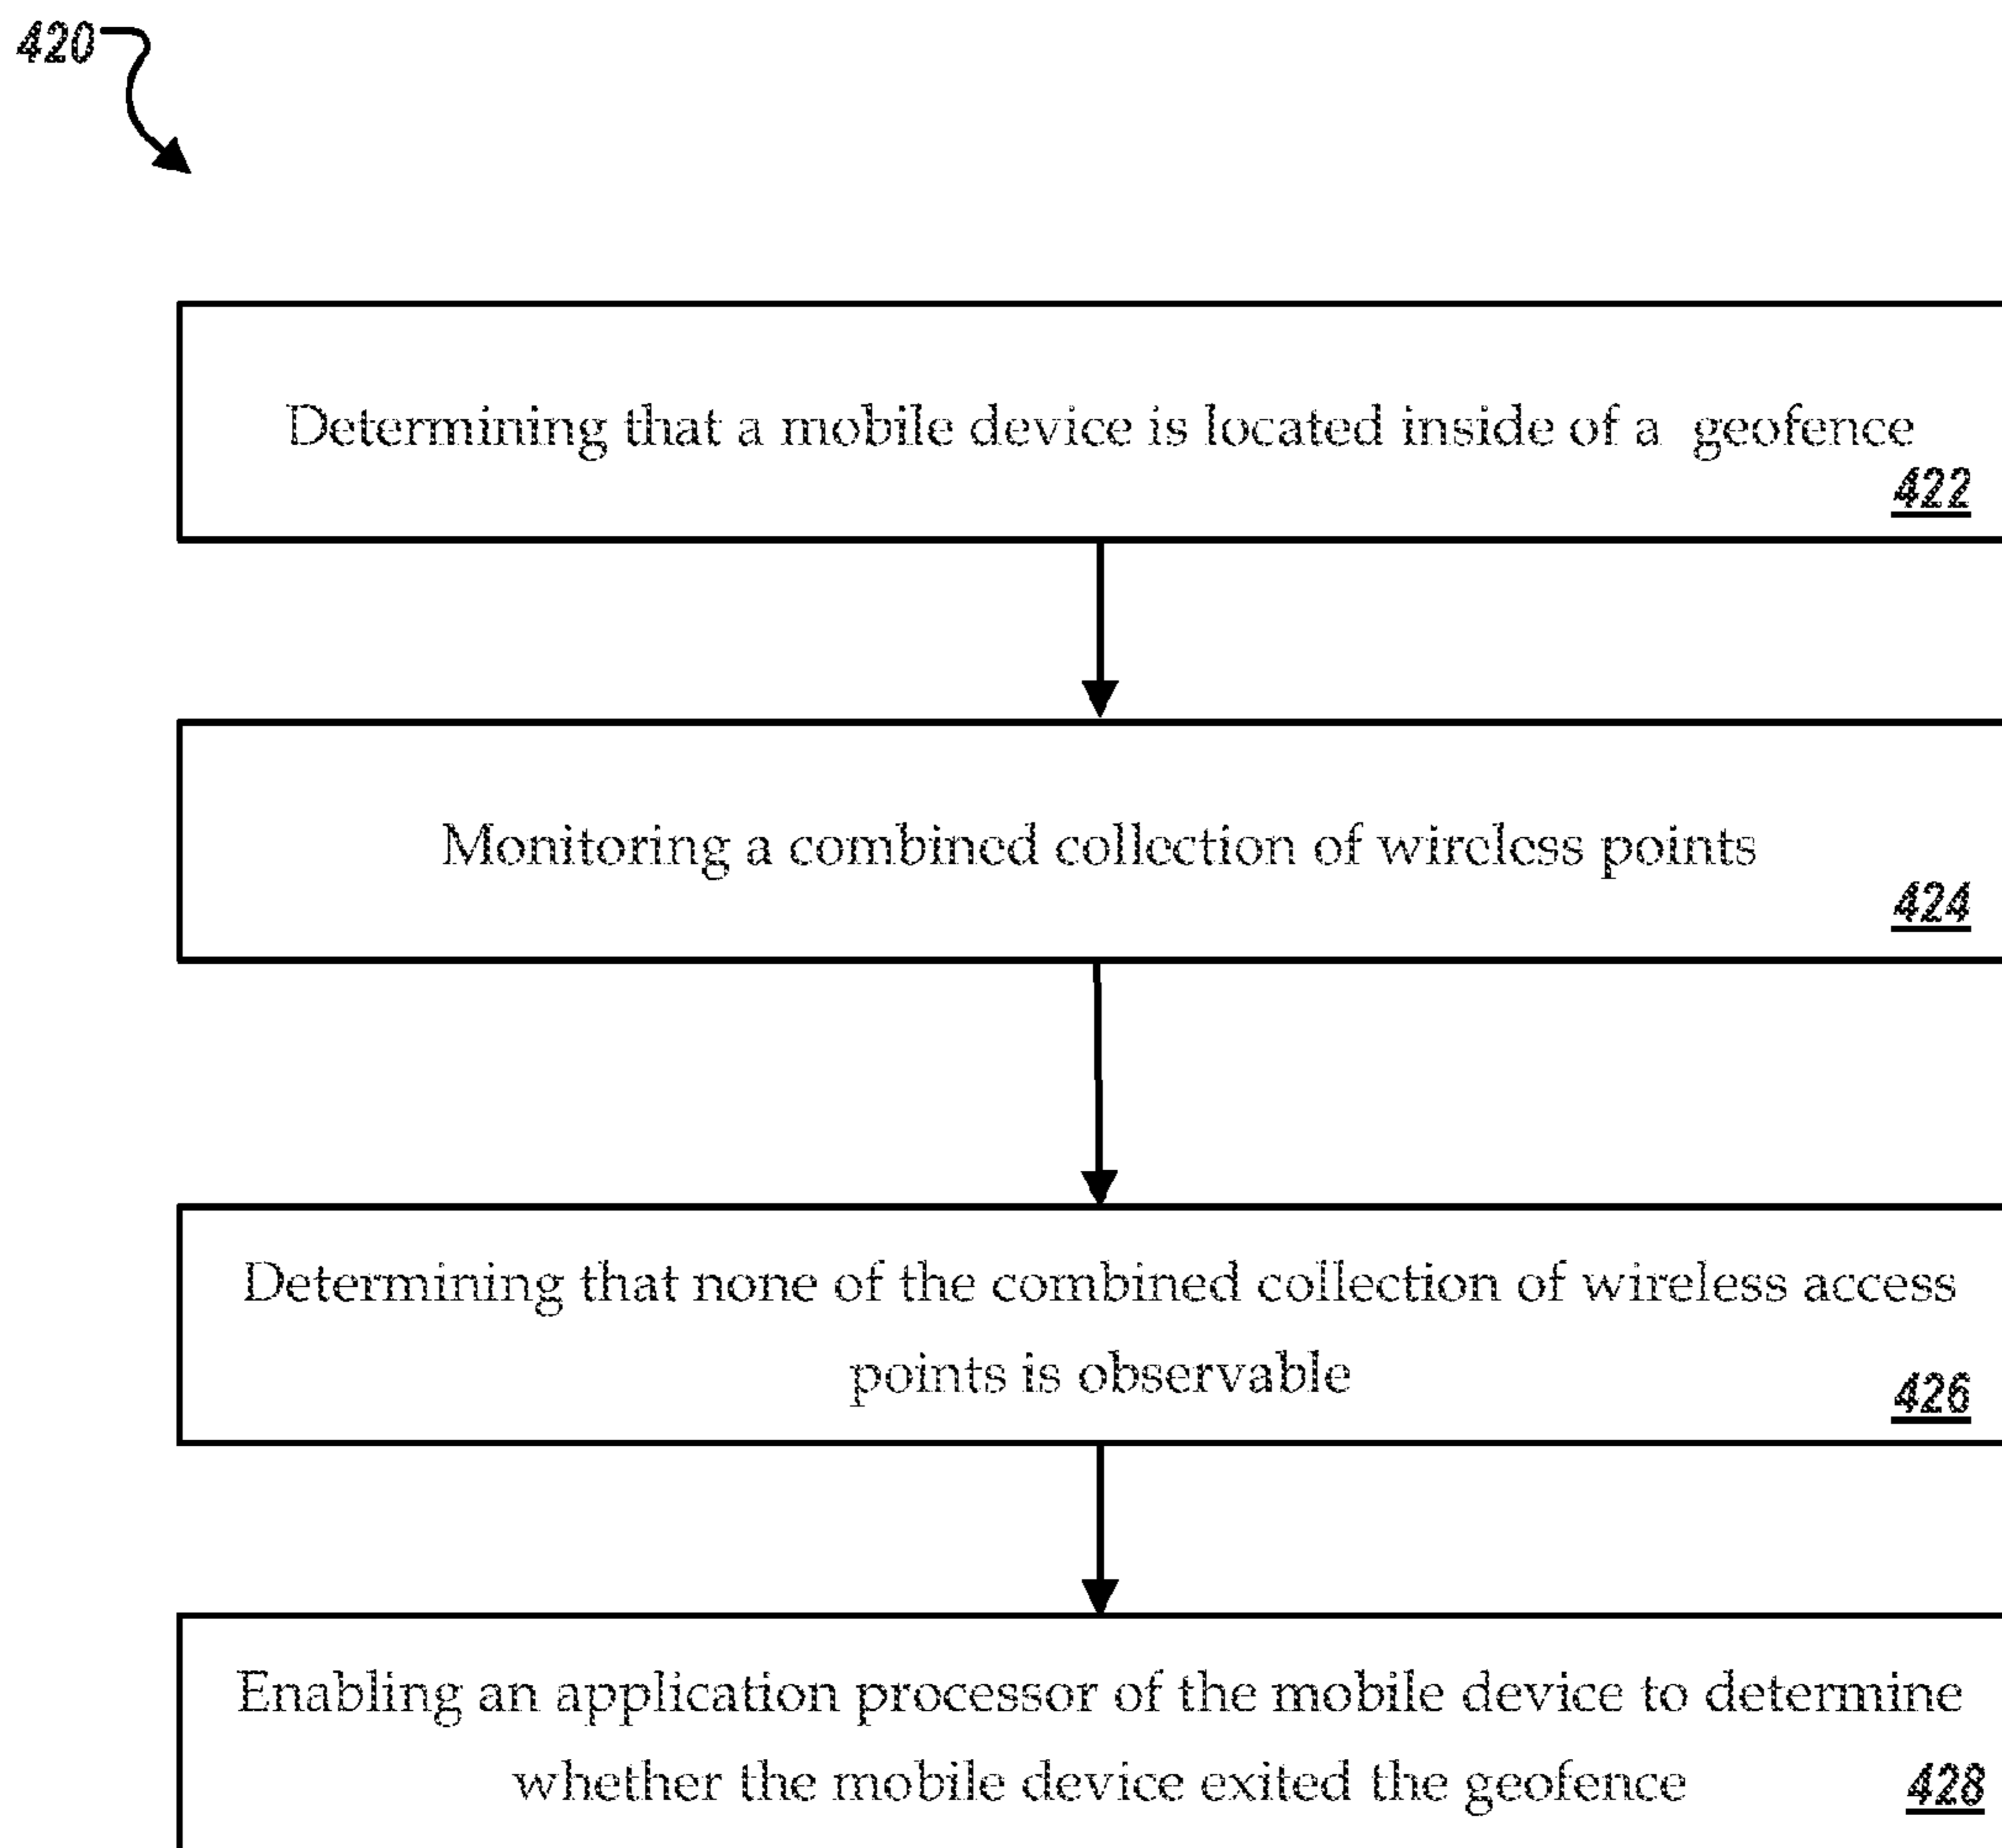 420
Determining that a mobile device is located inside of a geofence
422
Monitoring a combined collection of wireless points
424
Determining that none of the combined collection of wireless access
points is observable
426
Enabling an application processor of the mobile device to determine
whether the mobile device exited the geofence
428